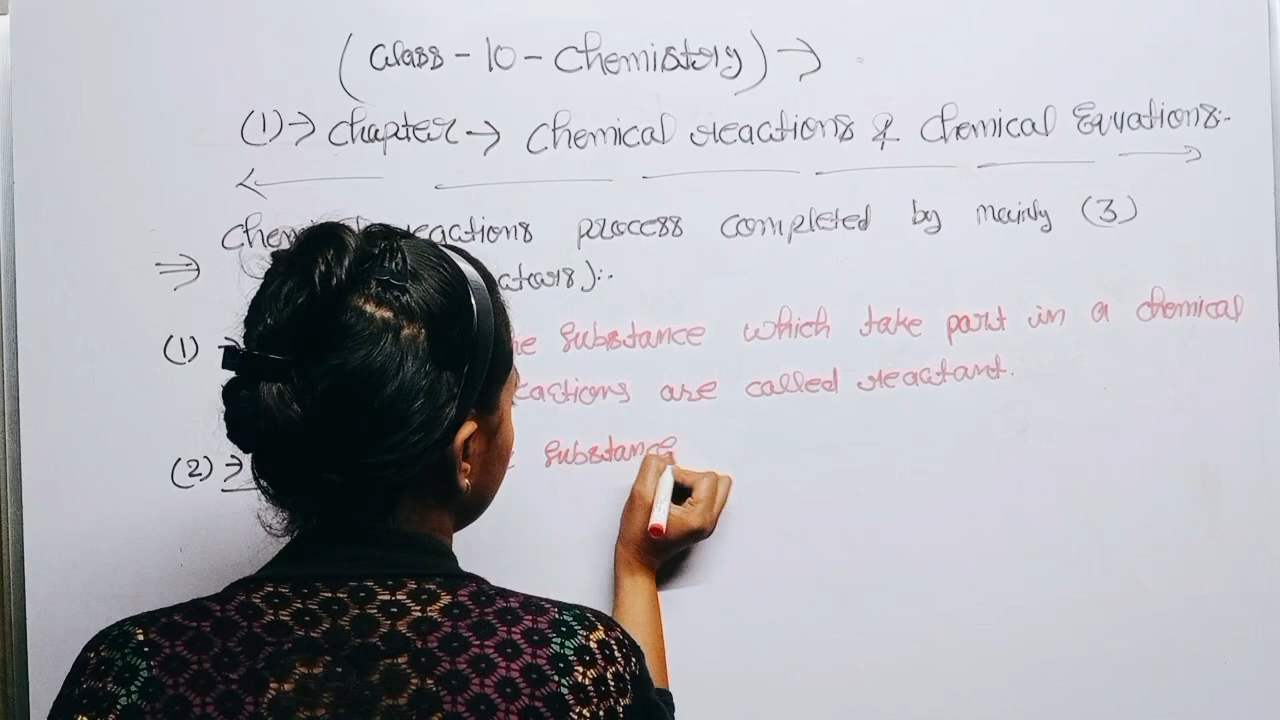 (Class - 10 - Chemistry) →
(1) → Chapter → Chemical reactions & Chemical Equations:-
reactions process completed by mainly (3)
⇒
(1) → substance which take part in a chemical
are called reactant.
(2) → substance